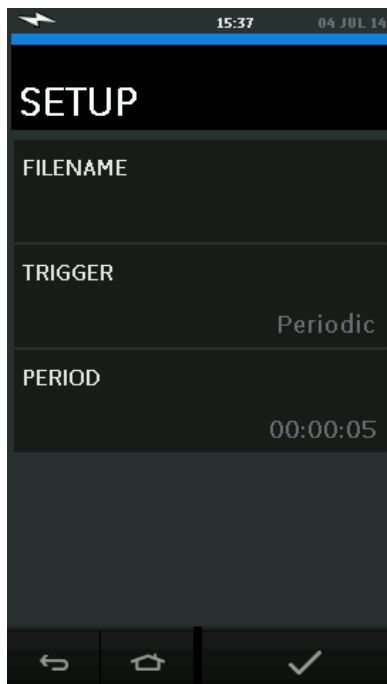 15:37 04 JUL 14
SETUP
FILENAME
TRIGGER
Periodic
PERIOD
00:00:05